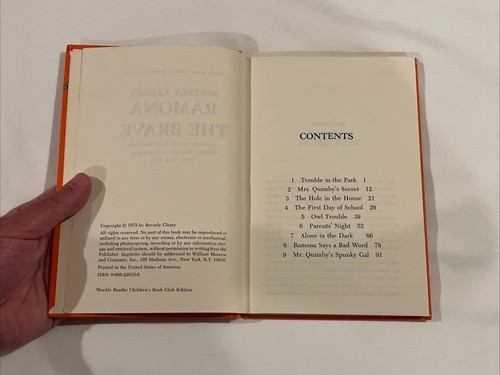 BEVERLY CLEARY
RAMONA
THE BRAVE
Copyright © 1975 by Beverly Cleary
All rights reserved. No part of this book may be reproduced or
utilized in any form or by any means, electronic or mechanical,
including photocopying, recording or by any information storage
and retrieval system, without permission in writing from the
Publisher. Inquiries should be addressed to William Morrow
and Company, Inc., 105 Madison Ave., New York, N.Y. 10016
Printed in the United States of America
ISBN 0-688-22015-0
Weekly Reader Children's Book Club Edition
CONTENTS
1 Trouble in the Park 1
2 Mrs. Quimby's Secret 12
3 The Hole in the House 21
4 The First Day of School 29
5 Owl Trouble 39
6 Parents' Night 52
7 Alone in the Dark 66
8 Ramona Says a Bad Word 78
9 Mr. Quimby's Spunky Gal 91